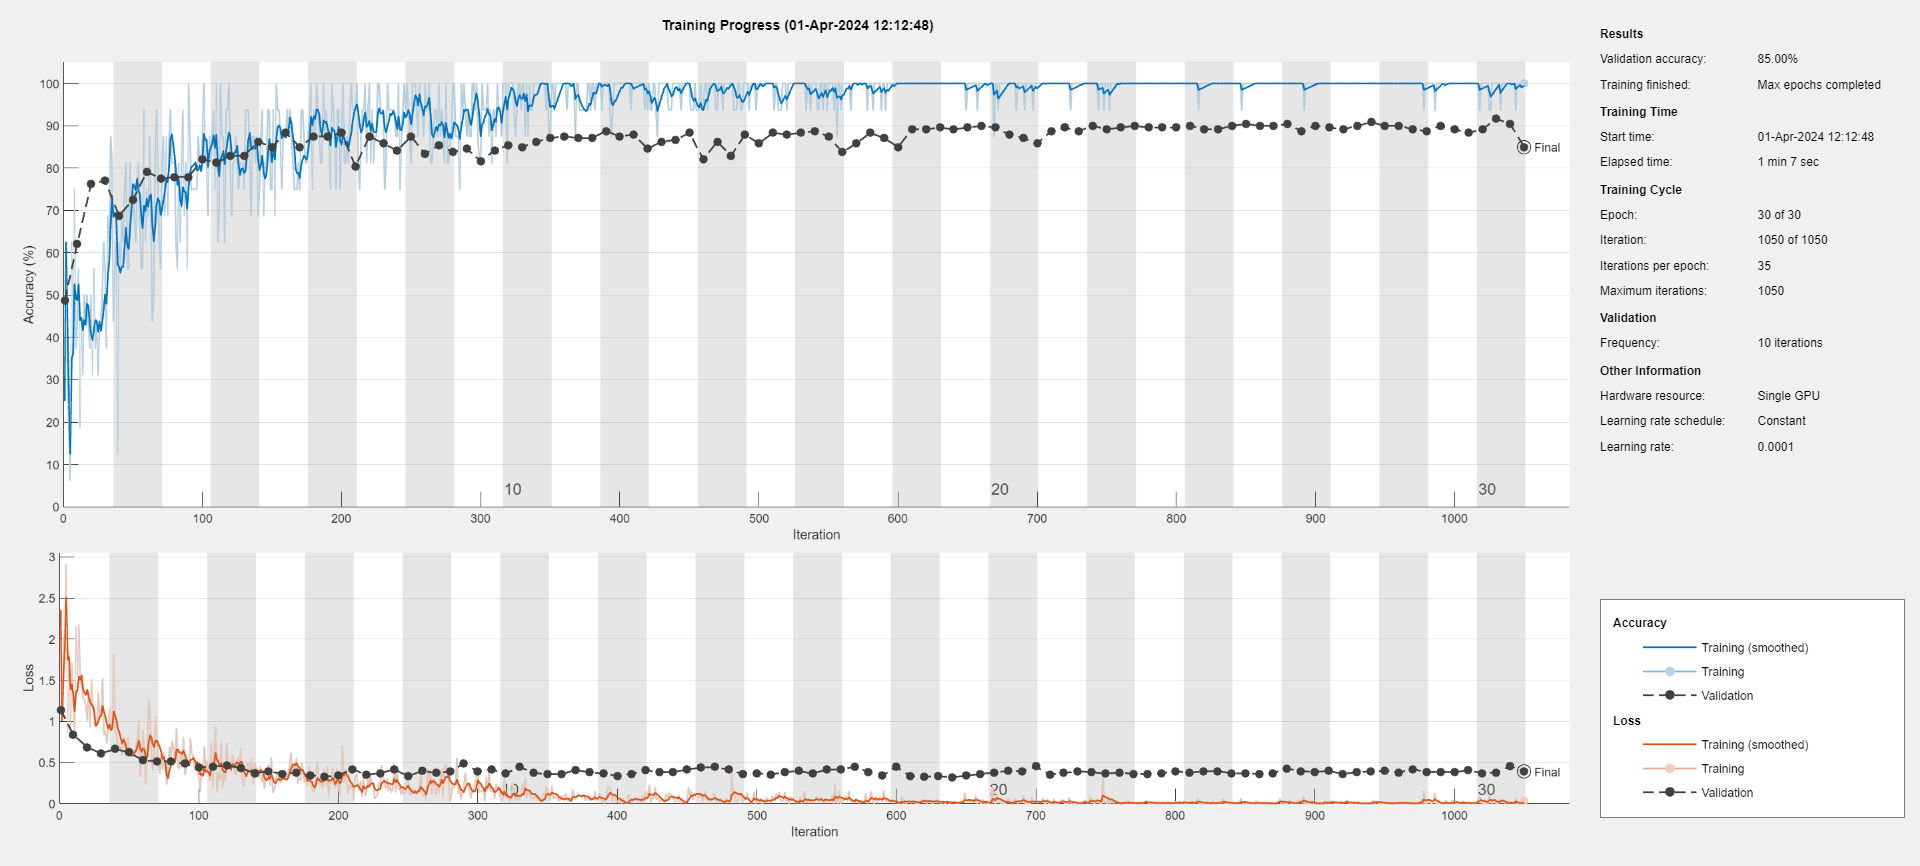 Training Progress (01-Apr-2024 12:12:48)
Accuracy (%)
100
90
80
70
60
50
40
30
20
10
0
10
20
30
Final
0 100 200 300 400 500 600 700 800 900 1000
Iteration
Loss
3
2.5
2
1.5
1
0.5
0
10
20
30
Final
0 100 200 300 400 500 600 700 800 900 1000
Iteration
Results
Validation accuracy: 85.00%
Training finished: Max epochs completed
Training Time
Start time: 01-Apr-2024 12:12:48
Elapsed time: 1 min 7 sec
Training Cycle
Epoch: 30 of 30
Iteration: 1050 of 1050
Iterations per epoch: 35
Maximum iterations: 1050
Validation
Frequency: 10 iterations
Other Information
Hardware resource: Single GPU
Learning rate schedule: Constant
Learning rate: 0.0001
Accuracy
Training (smoothed)
Training
Validation
Loss
Training (smoothed)
Training
Validation